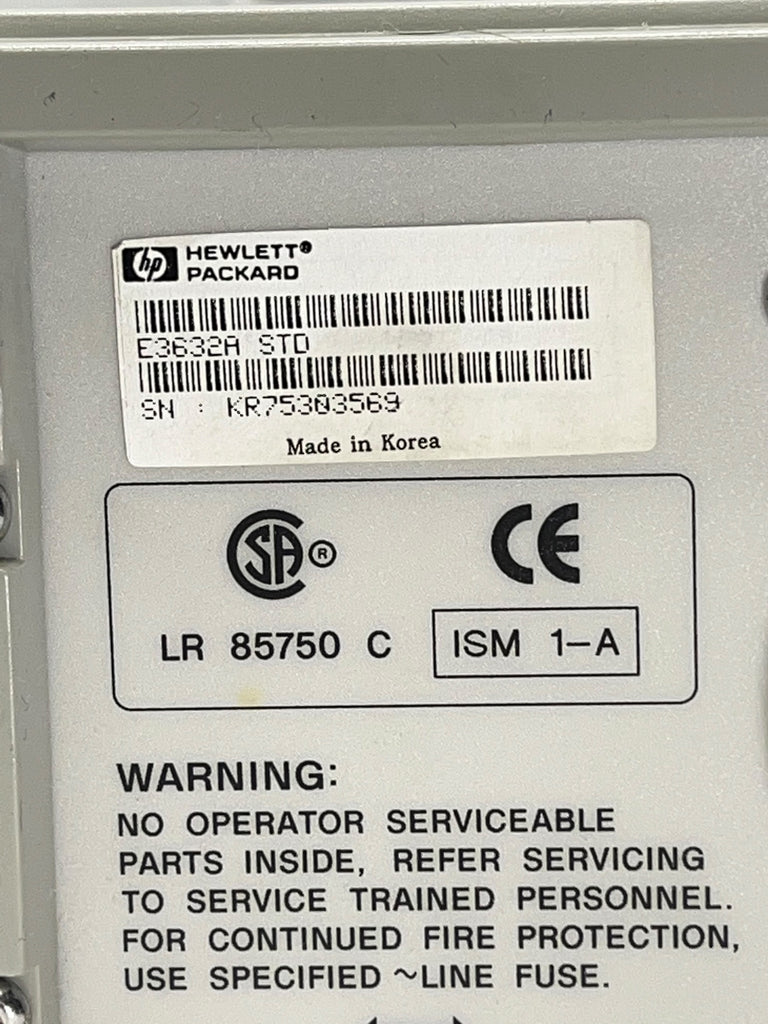 hp HEWLETT®
PACKARD
E3632A STD
SN : KR75303569
Made in Korea
SA ®
CE
LR 85750 C
ISM 1-A
WARNING:
NO OPERATOR SERVICEABLE
PARTS INSIDE, REFER SERVICING
TO SERVICE TRAINED PERSONNEL.
FOR CONTINUED FIRE PROTECTION,
USE SPECIFIED ~LINE FUSE.